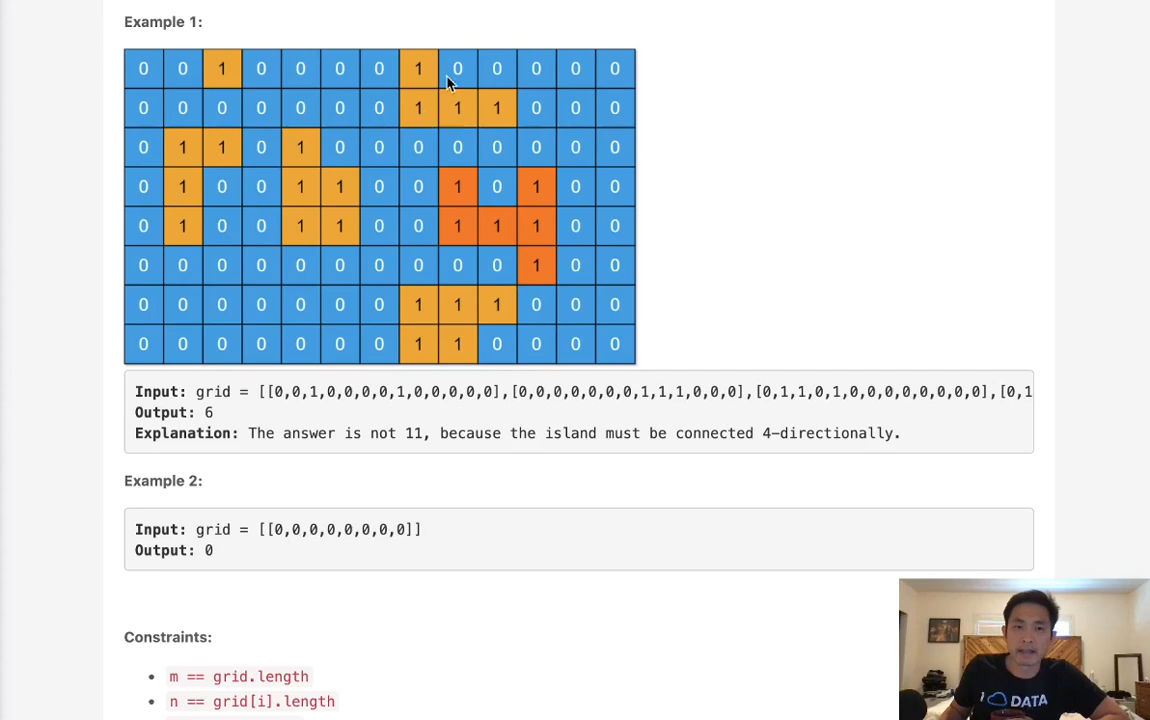 Example 1:
0 0 1 0 0 0 0 1 0 0 0 0 0
0 0 0 0 0 0 0 1 1 1 0 0 0
0 1 1 0 1 0 0 0 0 0 0 0 0
0 1 0 0 1 1 0 0 1 0 1 0 0
0 1 0 0 1 1 0 0 1 1 1 0 0
0 0 0 0 0 0 0 0 0 0 1 0 0
0 0 0 0 0 0 0 1 1 1 0 0 0
0 0 0 0 0 0 0 1 1 0 0 0 0
Input: grid = [[0,0,1,0,0,0,0,1,0,0,0,0,0],[0,0,0,0,0,0,0,1,1,1,0,0,0],[0,1,1,0,1,0,0,0,0,0,0,0,0],[0,1
Output: 6
Explanation: The answer is not 11, because the island must be connected 4-directionally.
Example 2:
Input: grid = [[0,0,0,0,0,0,0,0]]
Output: 0
Constraints:
• m == grid.length
• n == grid[i].length
I DATA